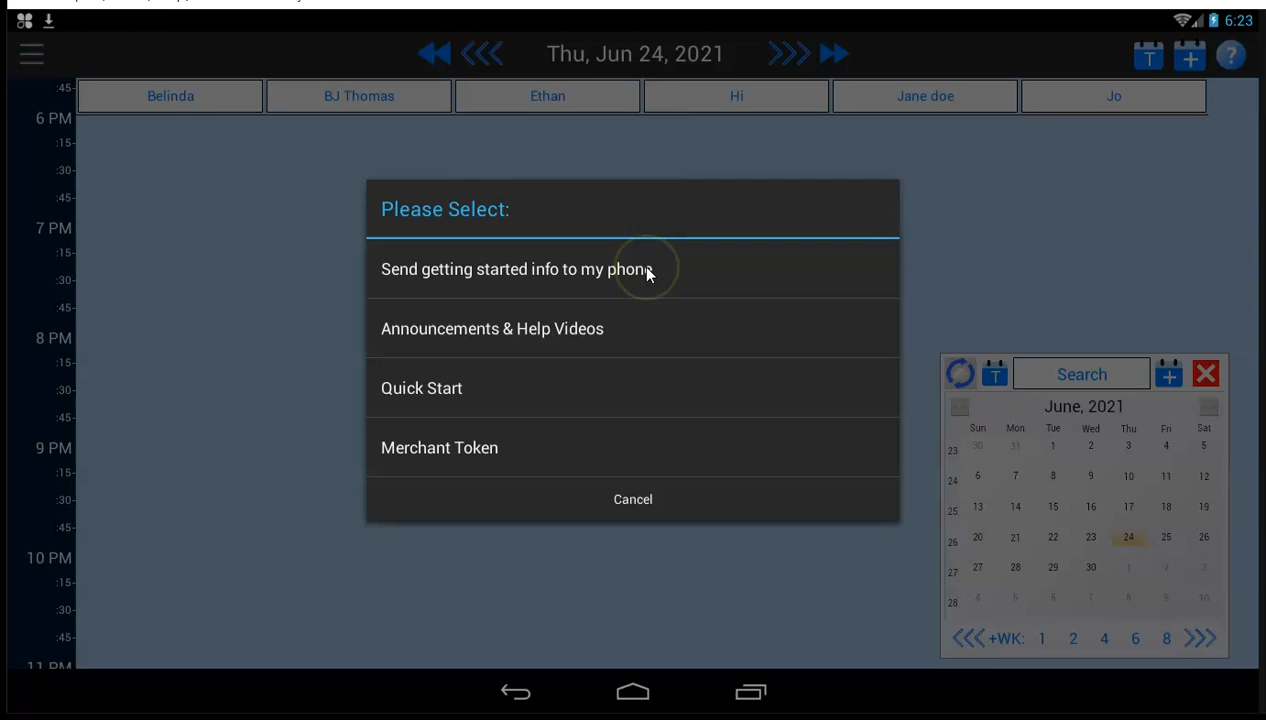 6:23
Thu, Jun 24, 2021
T + ?
Belinda BJ Thomas Ethan Hi Jane doe Jo
:45-
6 PM
:15-
:30-
:45-
7 PM
:15-
:30-
:45-
8 PM
:15-
:30-
:45-
9 PM
:15-
:30-
:45-
10 PM
:15-
:30-
:45-
11 PM
Please Select:
Send getting started info to my phone
Announcements & Help Videos
Quick Start
Merchant Token
Cancel
T Search +
June, 2021
Sun Mon Tue Wed Thu Fri Sat
23 30 31 1 2 3 4 5
24 6 7 8 9 10 11 12
25 13 14 15 16 17 18 19
26 20 21 22 23 24 25 26
27 27 28 29 30 1 2 3
28 4 5 6 7 8 9 10
+WK: 1 2 4 6 8